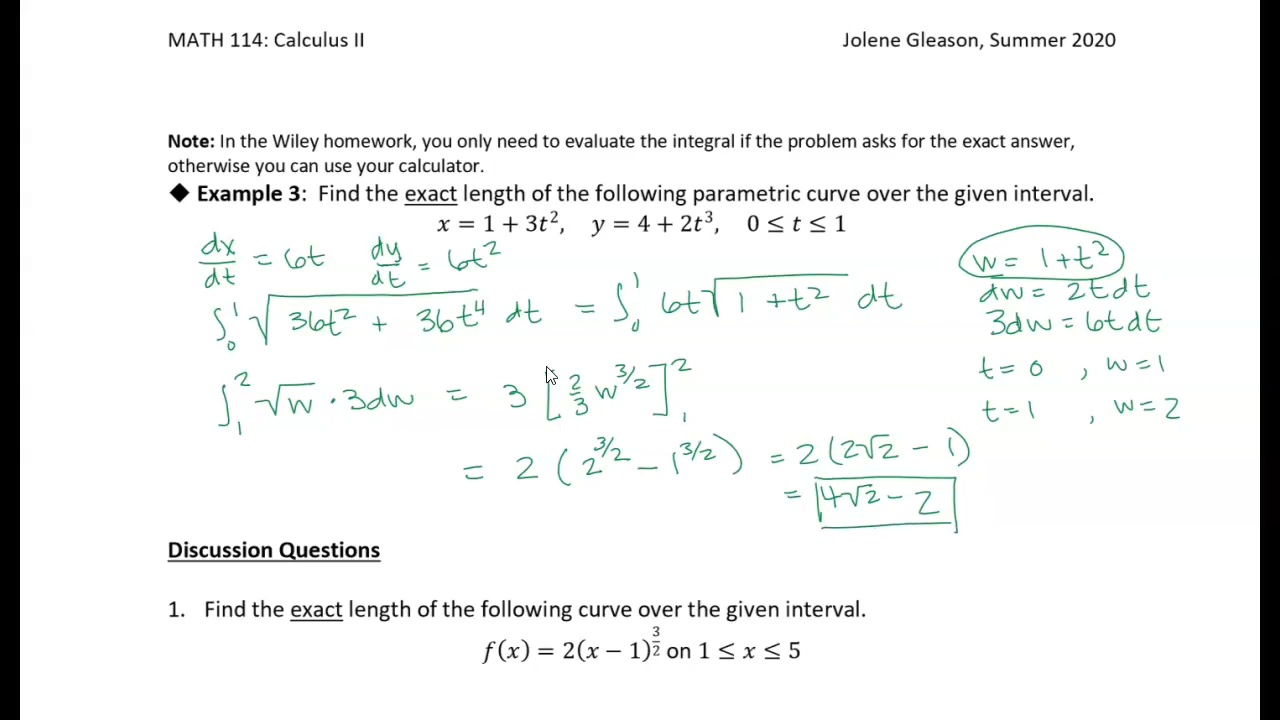 MATH 114: Calculus II Jolene Gleason, Summer 2020
Note: In the Wiley homework, you only need to evaluate the integral if the problem asks for the exact answer,
otherwise you can use your calculator.
◆ Example 3: Find the exact length of the following parametric curve over the given interval.
x = 1 + 3t², y = 4 + 2t³, 0 ≤ t ≤ 1
dx/dt = 6t dy/dt = 6t² w = 1+t²
dw = 2t dt
∫₀¹ √(36t² + 36t⁴) dt = ∫₀¹ 6t√(1 + t²) dt 3dw = 6t dt
t = 0 , w = 1
∫₁² √w · 3dw = 3 [2/3 w^(3/2)]₁² t = 1 , w = 2
= 2 (2^(3/2) − 1^(3/2)) = 2 (2√2 − 1)
= 4√2 − 2
Discussion Questions
1. Find the exact length of the following curve over the given interval.
f(x) = 2(x − 1)^(3/2) on 1 ≤ x ≤ 5